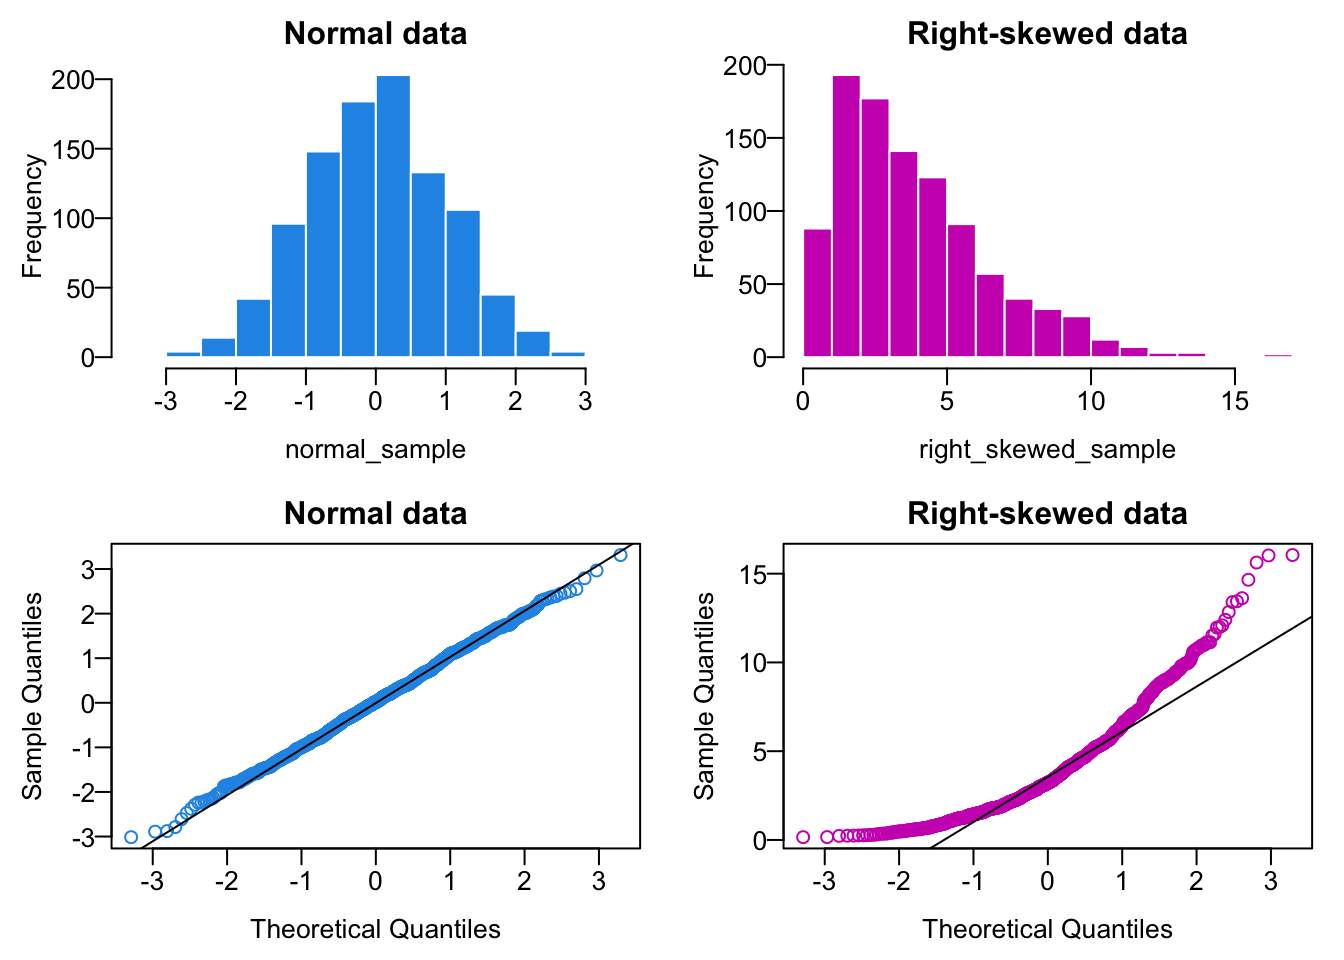 Normal data
200
150
100
50
0
Frequency
-3 -2 -1 0 1 2 3
normal_sample
Right-skewed data
200
150
100
50
0
Frequency
0 5 10 15
right_skewed_sample
Normal data
3
2
1
0
-1
-2
-3
Sample Quantiles
-3 -2 -1 0 1 2 3
Theoretical Quantiles
Right-skewed data
15
10
5
0
Sample Quantiles
-3 -2 -1 0 1 2 3
Theoretical Quantiles